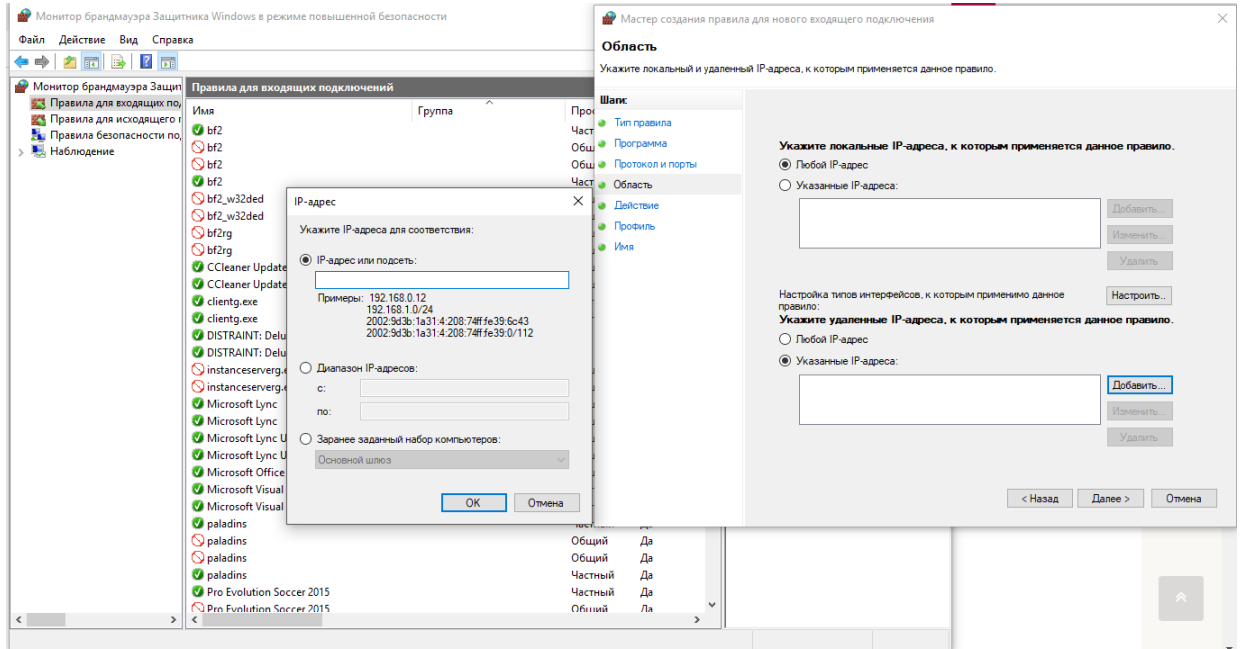 Монитор брандмауэра Защитника Windows в режиме повышенной безопасности
Файл Действие Вид Справка
Монитор брандмауэра Защит
Правила для входящих по
Правила для исходящего п
Правила безопасности по
Наблюдение
Правила для входящих подключений
Имя Группа Про
bf2 Част
bf2 Общ
bf2 Общ
bf2 Част
bf2_w32ded
bf2_w32ded
bf2rg
bf2rg
CCleaner Update
CCleaner Update
clientg.exe
clientg.exe
DISTRAINT: Delu
DISTRAINT: Delu
instanceserverg.e
instanceserverg.e
Microsoft Lync
Microsoft Lync
Microsoft Lync U
Microsoft Lync U
Microsoft Office
Microsoft Visual
Microsoft Visual
paladins
paladins Общий Да
paladins Частный Да
Pro Evolution Soccer 2015 Частный Да
Pro Evolution Soccer 2015 Общий Да
IP-адрес
Укажите IP-адреса для соответствия:
IP-адрес или подсеть:
Примеры: 192.168.0.12
192.168.1.0/24
2002:9d3b:1a31:4:208:74ff:fe39:6c43
2002:9d3b:1a31:4:208:74ff:fe39:0/112
Диапазон IP-адресов:
с:
по:
Заранее заданный набор компьютеров:
Основной шлюз
OK Отмена
Мастер создания правила для нового входящего подключения
Область
Укажите локальный и удаленный IP-адреса, к которым применяется данное правило.
Шаги:
Тип правила
Программа
Протокол и порты
Область
Действие
Профиль
Имя
Укажите локальные IP-адреса, к которым применяется данное правило.
Любой IP-адрес
Указанные IP-адреса:
Добавить...
Изменить...
Удалить
Настройка типов интерфейсов, к которым применимо данное
правило:
Настроить..
Укажите удаленные IP-адреса, к которым применяется данное правило.
Любой IP-адрес
Указанные IP-адреса:
Добавить...
Изменить...
Удалить
< Назад Далее > Отмена